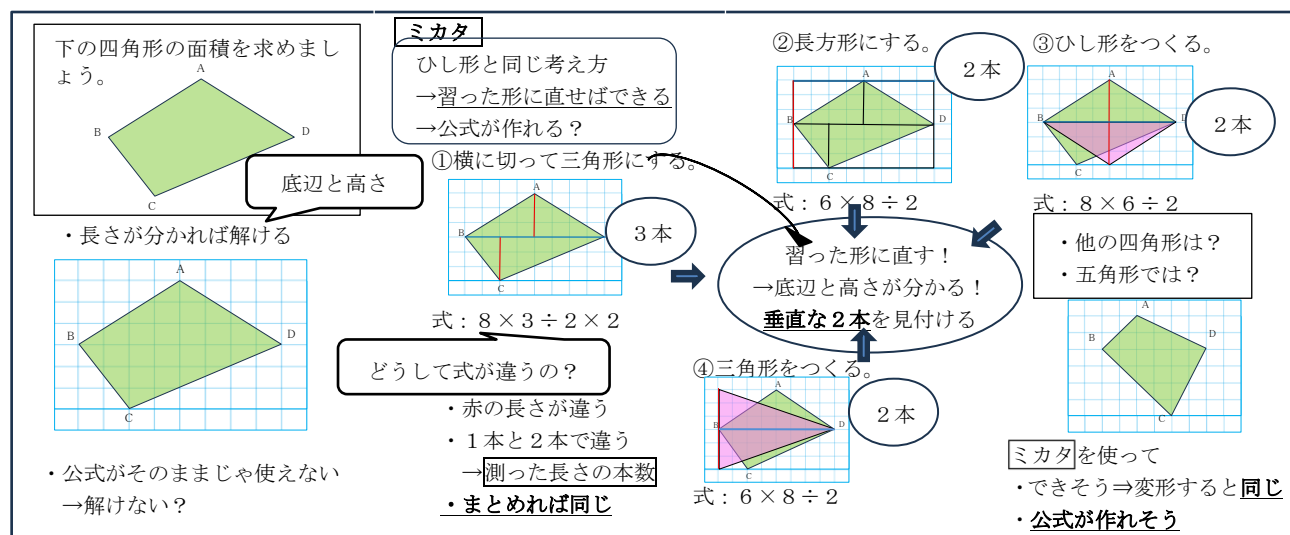 下の四角形の面積を求めまし
ょう。
A
B
D
C
底辺と高さ
・長さが分かれば解ける
A
B
D
C
・公式がそのままじゃ使えない
→解けない?
ミカタ
ひし形と同じ考え方
→習った形に直せばできる
→公式が作れる?
①横に切って三角形にする。
A
B
C
3本
式:8×3÷2×2
どうして式が違うの?
・赤の長さが違う
・1本と2本で違う
→測った長さの本数
・まとめれば同じ
②長方形にする。
A
B
D
C
2本
式:6×8÷2
③ひし形をつくる。
A
B
D
C
2本
式:8×6÷2
習った形に直す!
→底辺と高さが分かる!
垂直な2本を見付ける
④三角形をつくる。
A
B
D
C
2本
式:6×8÷2
・他の四角形は?
・五角形では?
A
B
D
C
ミカタを使って
・できそう⇒変形すると同じ
・公式が作れそう